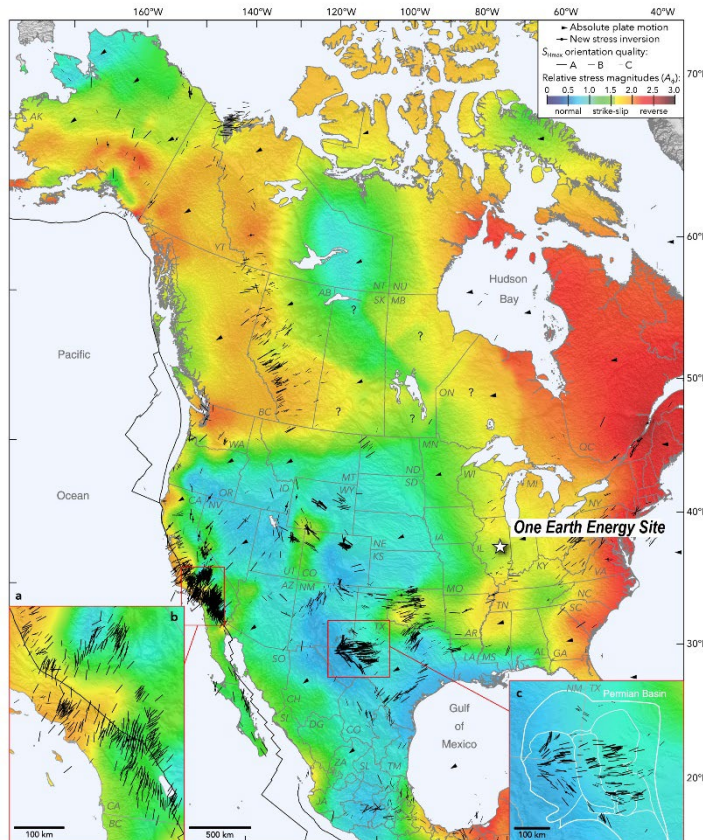 160°W
120°W
100°W
80°W
60°W
40°W
Absolute plate motion
New stress inversion
SHmax orientation quality:
A B C
Relative stress magnitudes (Aφ):
0 0.5 1.0 1.5 2.0 2.5 3.0
normal strike-slip reverse
70°
AK
YT
60°
Hudson
Bay
NT NU
AB SK MB
?
?
Pacific
ON
?
?
?
50°
BC
QC
WA
MN
MT ND
WI
Ocean
OR ID WY SD
MI
NY
40°
CA NV
One Earth Energy Site
NE IA
IL
KS
UT CO
KY VA
AZ NM
MO
NC
a
TN
SC
b
AR
30°
SO
LA MS AL GA
c
NM TX
Permian Basin
CH
Gulf
of
Mexico
SI DG CO
20°
ZA SL TM
CA
BC
100 km
500 km
100 km